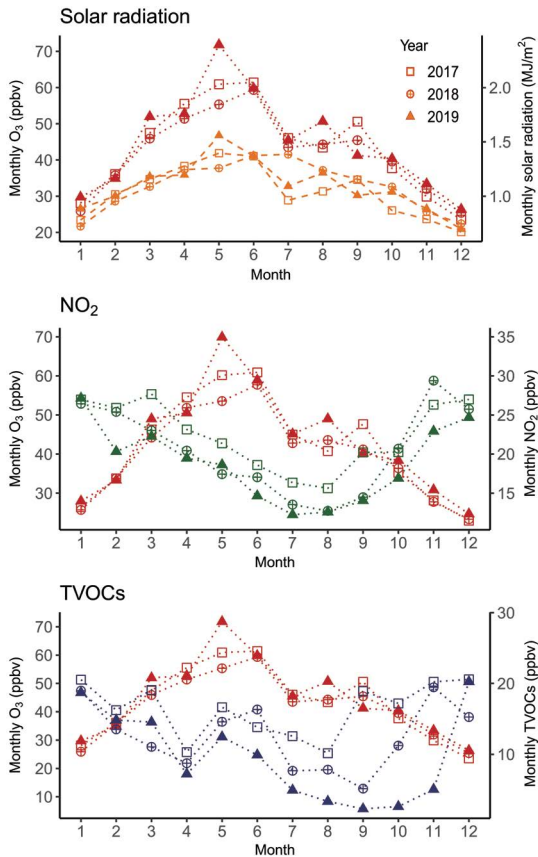 Solar radiation
Monthly O₃ (ppbv)
70
60
50
40
30
20
Year
2017
2018
2019
2.0
1.5
1.0
Monthly solar radiation (MJ/m²)
1 2 3 4 5 6 7 8 9 10 11 12
Month
NO₂
Monthly O₃ (ppbv)
70
60
50
40
30
35
30
25
20
15
Monthly NO₂ (ppbv)
1 2 3 4 5 6 7 8 9 10 11 12
Month
TVOCs
Monthly O₃ (ppbv)
70
60
50
40
30
20
10
30
20
10
Monthly TVOCs (ppbv)
1 2 3 4 5 6 7 8 9 10 11 12
Month